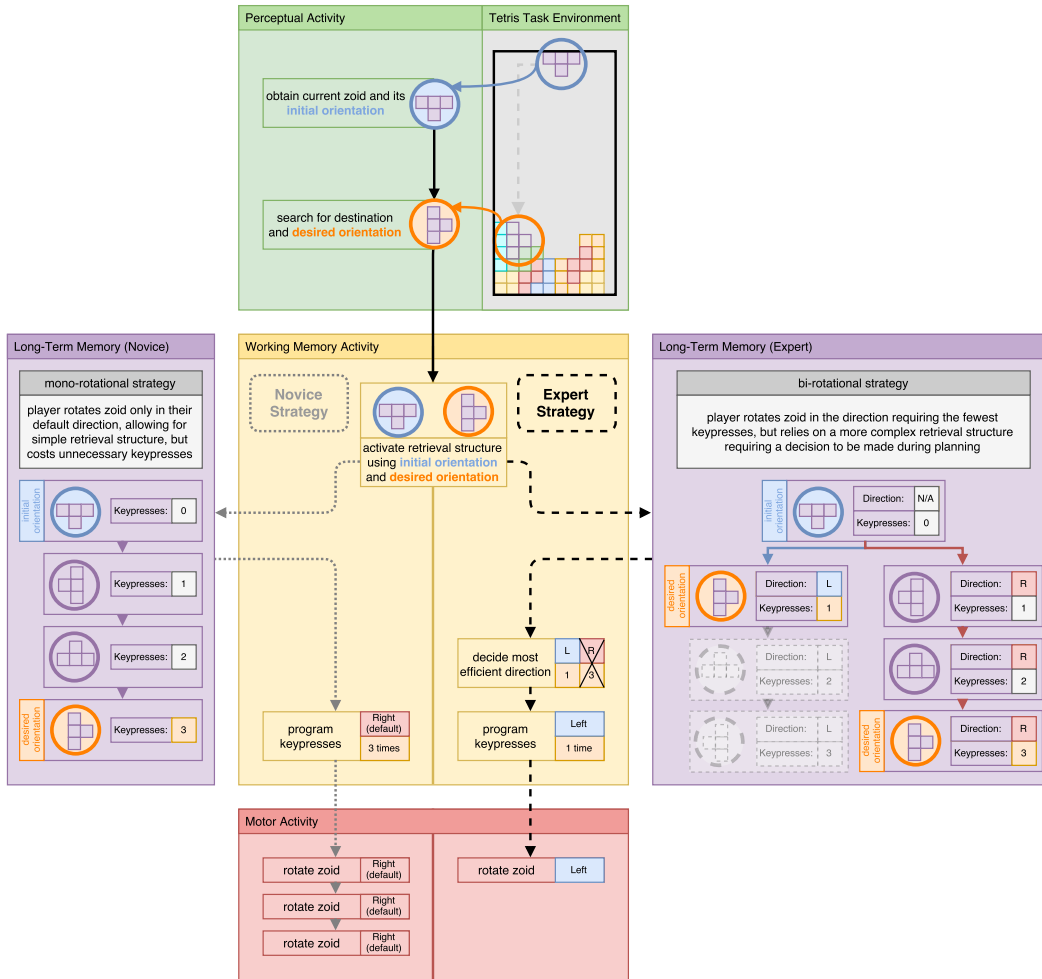 Perceptual Activity
Tetris Task Environment
obtain current zoid and its
initial orientation
search for destination
and desired orientation
Long-Term Memory (Novice)
mono-rotational strategy
player rotates zoid only in their
default direction, allowing for
simple retrieval structure, but
costs unnecessary keypresses
initial
orientation
Keypresses: 0
Keypresses: 1
Keypresses: 2
desired
orientation
Keypresses: 3
Working Memory Activity
Novice
Strategy
Expert
Strategy
activate retrieval structure
using initial orientation
and desired orientation
decide most
efficient direction
L R
1 3
program
keypresses
Right
(default)
3 times
program
keypresses
Left
1 time
Long-Term Memory (Expert)
bi-rotational strategy
player rotates zoid in the direction requiring the fewest
keypresses, but relies on a more complex retrieval structure
requiring a decision to be made during planning
initial
orientation
Direction: N/A
Keypresses: 0
desired
orientation
Direction: L
Keypresses: 1
Direction: R
Keypresses: 1
Direction: L
Keypresses: 2
Direction: R
Keypresses: 2
Direction: L
Keypresses: 3
desired
orientation
Direction: R
Keypresses: 3
Motor Activity
rotate zoid
Right
(default)
rotate zoid
Right
(default)
rotate zoid
Right
(default)
rotate zoid
Left